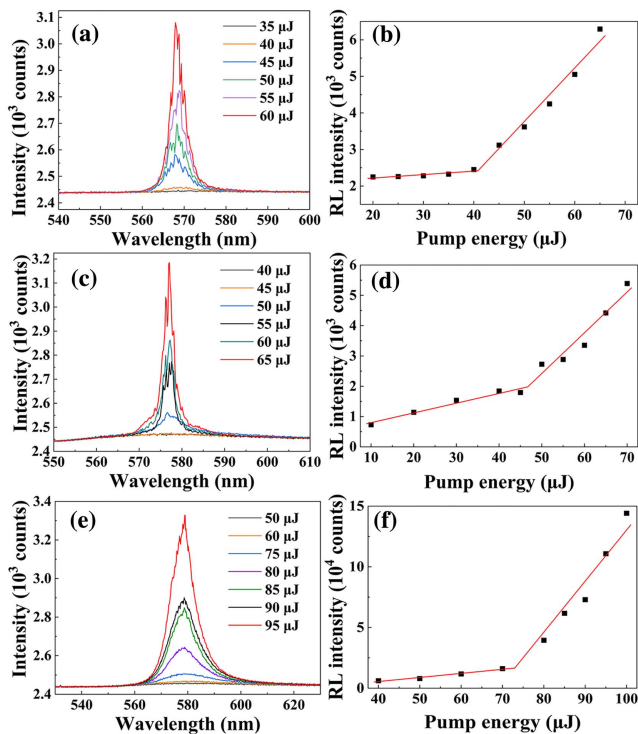 (a)
35 μJ
40 μJ
45 μJ
50 μJ
55 μJ
60 μJ
3.1
3.0
2.9
2.8
2.7
2.6
2.5
2.4
540 550 560 570 580 590 600
Wavelength (nm)
Intensity (10³ counts)
(b)
6
5
4
3
2
1
20 30 40 50 60 70
Pump energy (μJ)
RL intensity (10³ counts)
(c)
40 μJ
45 μJ
50 μJ
55 μJ
60 μJ
65 μJ
3.2
3.1
3.0
2.9
2.8
2.7
2.6
2.5
2.4
550 560 570 580 590 600 610
Wavelength (nm)
Intensity (10³ counts)
(d)
6
5
4
3
2
1
0
10 20 30 40 50 60 70
Pump energy (μJ)
RL intensity (10³ counts)
(e)
50 μJ
60 μJ
75 μJ
80 μJ
85 μJ
90 μJ
95 μJ
3.4
3.2
3.0
2.8
2.6
2.4
540 560 580 600 620
Wavelength (nm)
Intensity (10³ counts)
(f)
15
10
5
0
40 50 60 70 80 90 100
Pump energy (μJ)
RL intensity (10⁴ counts)